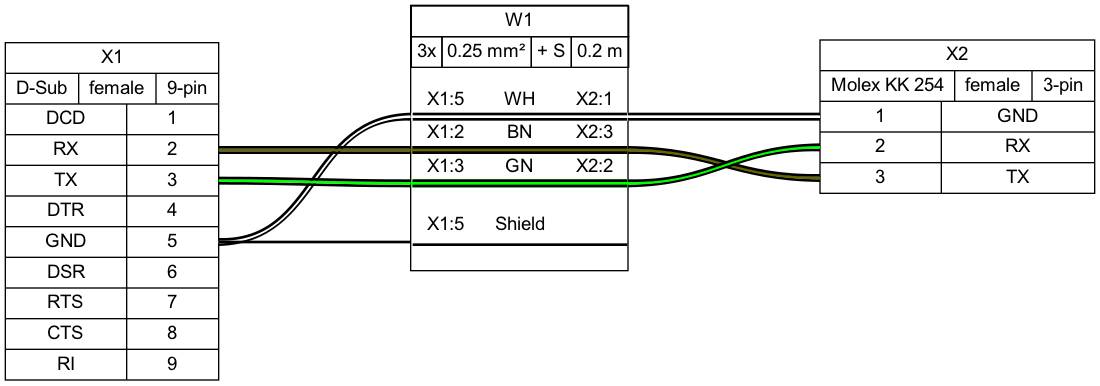 X1
D-Sub female 9-pin
DCD 1
RX 2
TX 3
DTR 4
GND 5
DSR 6
RTS 7
CTS 8
RI 9
W1
3x 0.25 mm² + S 0.2 m
X1:5 WH X2:1
X1:2 BN X2:3
X1:3 GN X2:2
X1:5 Shield
X2
Molex KK 254 female 3-pin
1 GND
2 RX
3 TX